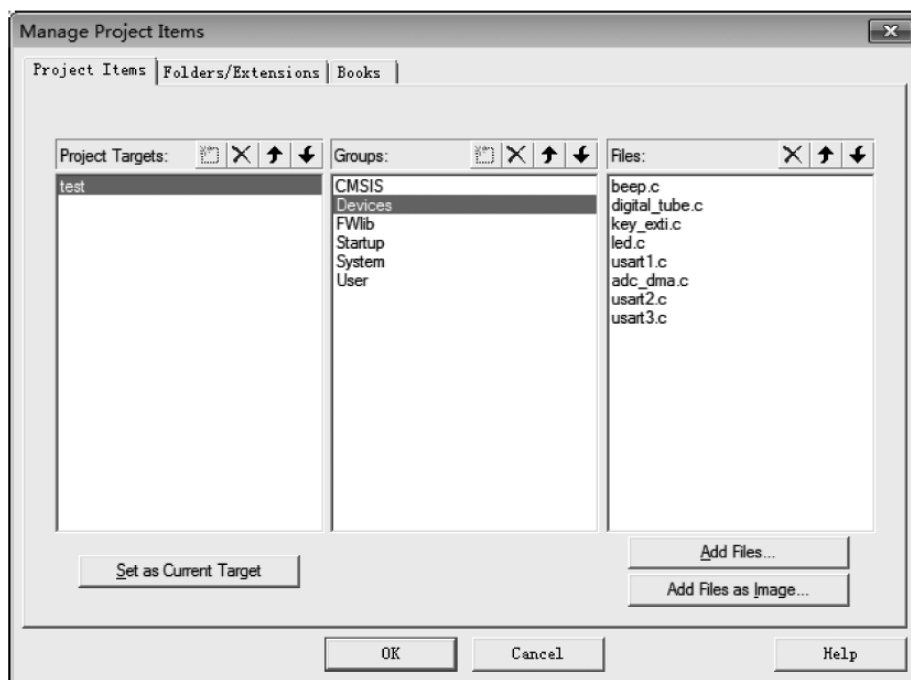 Manage Project Items
Project Items Folders/Extensions Books
Project Targets: Groups: Files:
test
CMSIS
Devices
FWlib
Startup
System
User
beep.c
digital_tube.c
key_exti.c
led.c
usart1.c
adc_dma.c
usart2.c
usart3.c
Set as Current Target
Add Files...
Add Files as Image...
OK Cancel Help